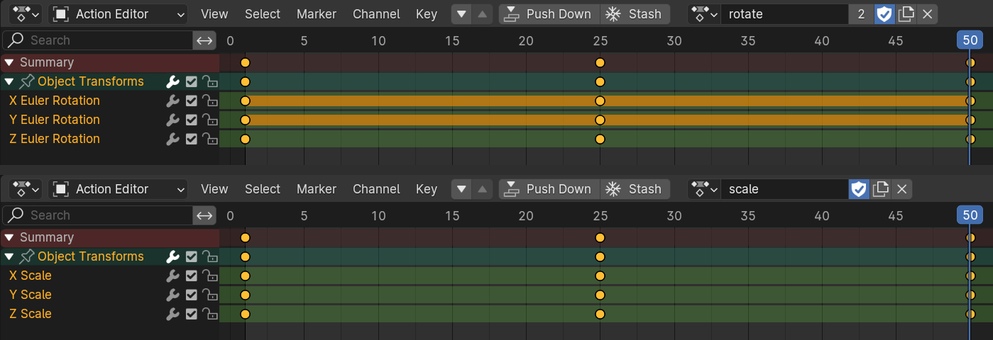 Action Editor View Select Marker Channel Key Push Down Stash rotate 2
Search 0 5 10 15 20 25 30 35 40 45 50
Summary
Object Transforms
X Euler Rotation
Y Euler Rotation
Z Euler Rotation
Action Editor View Select Marker Channel Key Push Down Stash scale
Search 0 5 10 15 20 25 30 35 40 45 50
Summary
Object Transforms
X Scale
Y Scale
Z Scale